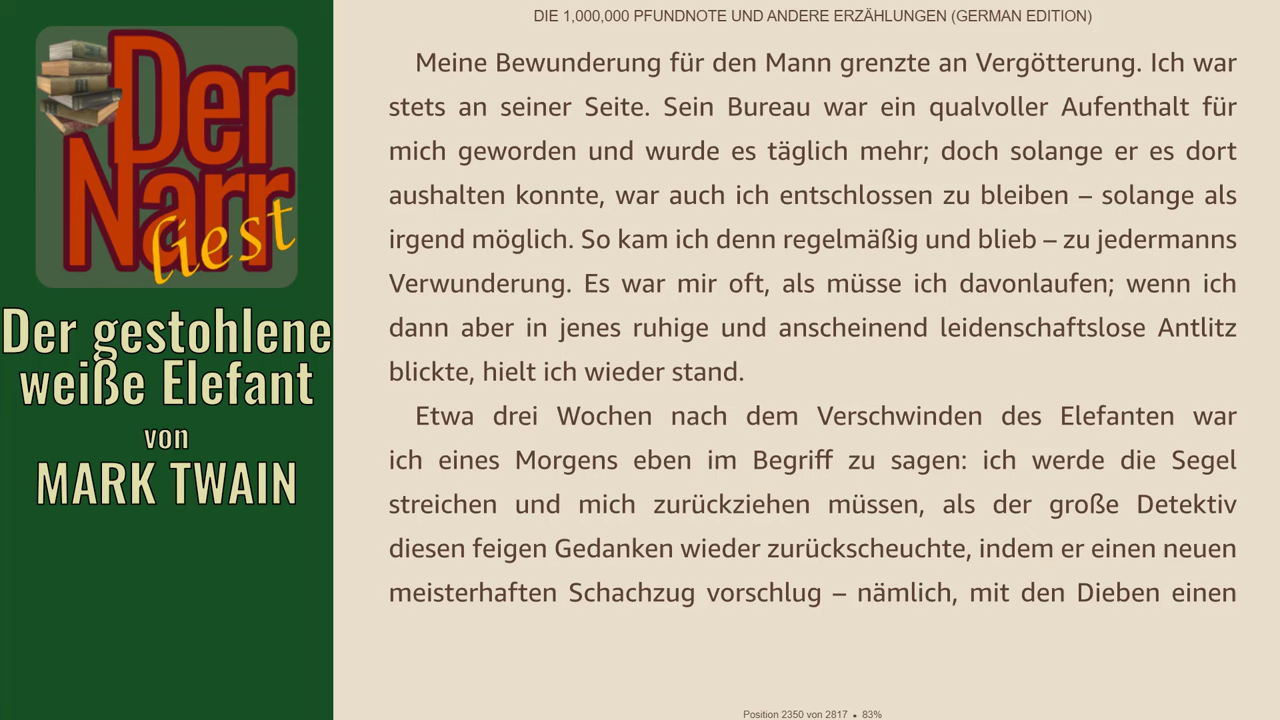 Der
Narr
liest
Der gestohlene
weiße Elefant
von
MARK TWAIN
DIE 1,000,000 PFUNDNOTE UND ANDERE ERZÄHLUNGEN (GERMAN EDITION)
Meine Bewunderung für den Mann grenzte an Vergötterung. Ich war
stets an seiner Seite. Sein Bureau war ein qualvoller Aufenthalt für
mich geworden und wurde es täglich mehr; doch solange er es dort
aushalten konnte, war auch ich entschlossen zu bleiben – solange als
irgend möglich. So kam ich denn regelmäßig und blieb – zu jedermanns
Verwunderung. Es war mir oft, als müsse ich davonlaufen; wenn ich
dann aber in jenes ruhige und anscheinend leidenschaftslose Antlitz
blickte, hielt ich wieder stand.
Etwa drei Wochen nach dem Verschwinden des Elefanten war
ich eines Morgens eben im Begriff zu sagen: ich werde die Segel
streichen und mich zurückziehen müssen, als der große Detektiv
diesen feigen Gedanken wieder zurückscheuchte, indem er einen neuen
meisterhaften Schachzug vorschlug – nämlich, mit den Dieben einen
Position 2350 von 2817 • 83%